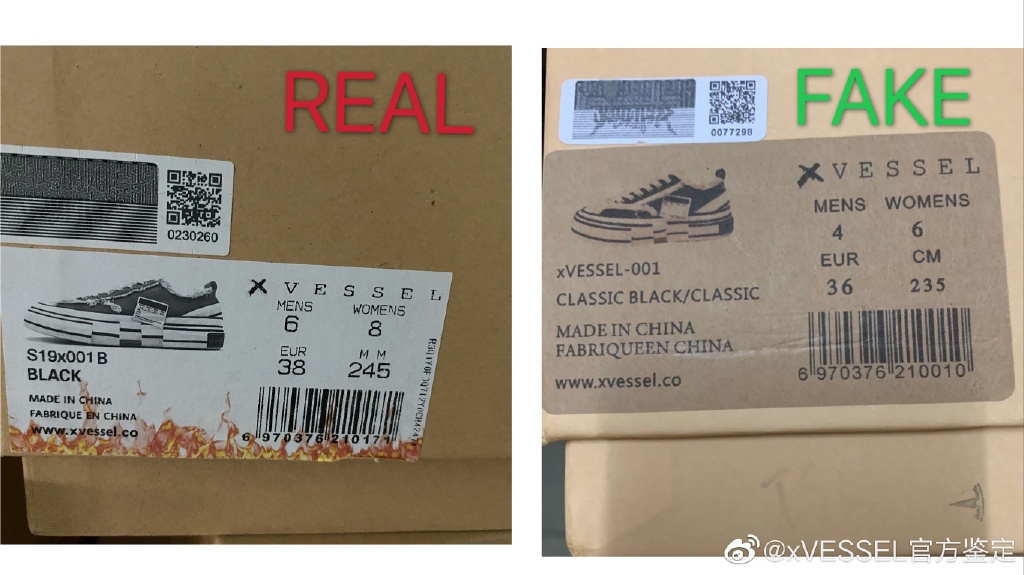 REAL
0230260
xVESSEL
MENS WOMENS
6 8
EUR MM
38 245
S19x001B
BLACK
MADE IN CHINA
FABRIQUE EN CHINA
www.xvessel.co
6 970376 210171
FAKE
0077298
xVESSEL
MENS WOMENS
4 6
EUR CM
36 235
xVESSEL-001
CLASSIC BLACK/CLASSIC
MADE IN CHINA
FABRIQUEEN CHINA
www.xvessel.co
6 970376 210010
@xVESSEL官方鉴定